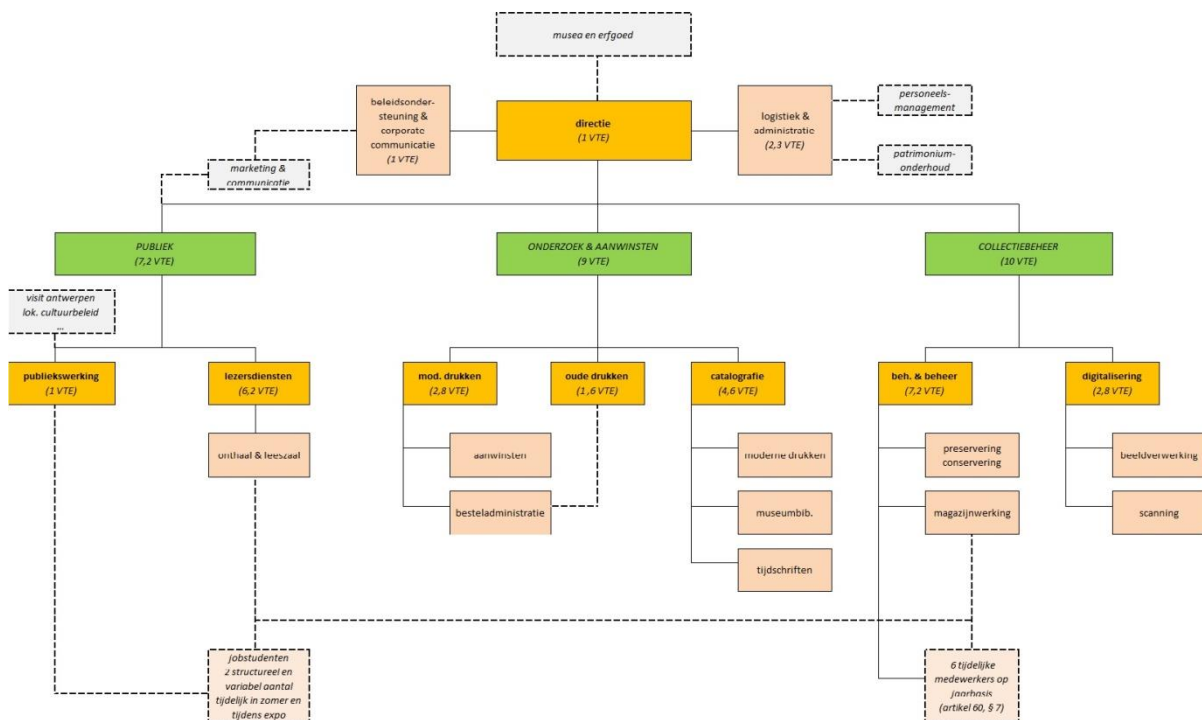 musea en erfgoed
beleidsonder-
steuning &
corporate
communicatie
(1 VTE)
directie
(1 VTE)
logistiek &
administratie
(2,3 VTE)
personeels-
management
patrimonium-
onderhoud
marketing &
communicatie
PUBLIEK
(7,2 VTE)
ONDERZOEK & AANWINSTEN
(9 VTE)
COLLECTIEBEHEER
(10 VTE)
visit antwerpen
lok. cultuurbeleid
...
publiekswerking
(1 VTE)
lezersdiensten
(6,2 VTE)
mod. drukken
(2,8 VTE)
oude drukken
(1 ,6 VTE)
catalografie
(4,6 VTE)
beh. & beheer
(7,2 VTE)
digitalisering
(2,8 VTE)
onthaal & leeszaal
aanwinsten
besteladministratie
moderne drukken
museumbib.
tijdschriften
preservering
conservering
magazijnwerking
beeldverwerking
scanning
jobstudenten
2 structureel en
variabel aantal
tijdelijk in zomer en
tijdens expo
6 tijdelijke
medewerkers op
jaarbasis
(artikel 60, § 7)